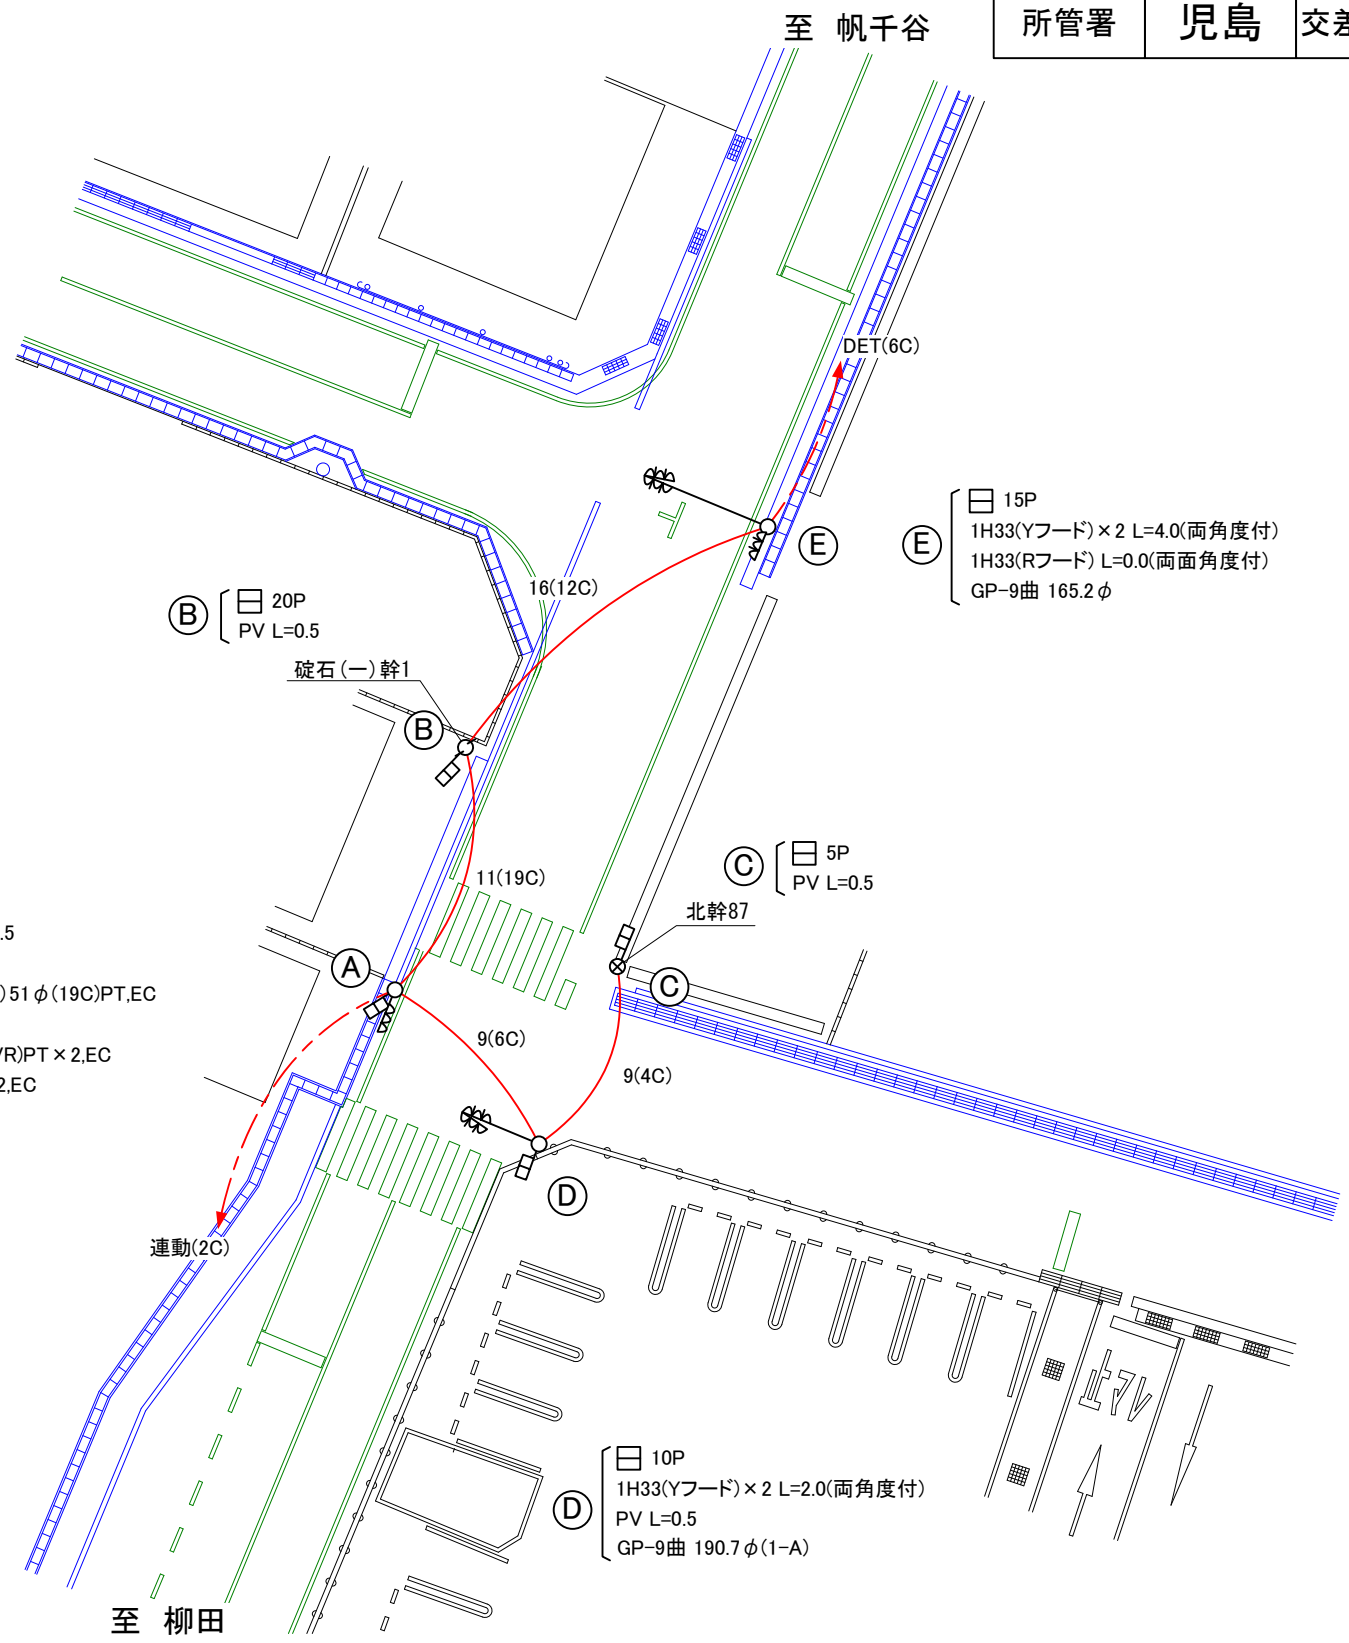 至 帆千谷
所管署 児島 交差
DET(6C)
E
E
15P
1H33(Yフード)×2 L=4.0(両角度付)
1H33(Rフード) L=0.0(両面角度付)
GP-9曲 165.2φ
16(12C)
B
20P
PV L=0.5
碇石(一)幹1
B
11(19C)
C
5P
PV L=0.5
北幹87
.5
A
C
)51φ(19C)PT,EC
9(6C)
/R)PT×2,EC
9(4C)
2,EC
D
連動(2C)
D
10P
1H33(Yフード)×2 L=2.0(両角度付)
PV L=0.5
GP-9曲 190.7φ(1-A)
至 柳田